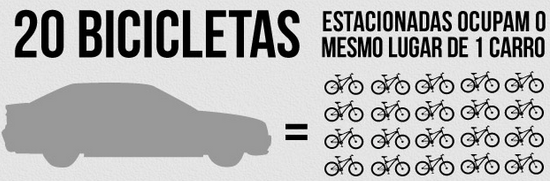 20 BICICLETAS
ESTACIONADAS OCUPAM O
MESMO LUGAR DE 1 CARRO
=